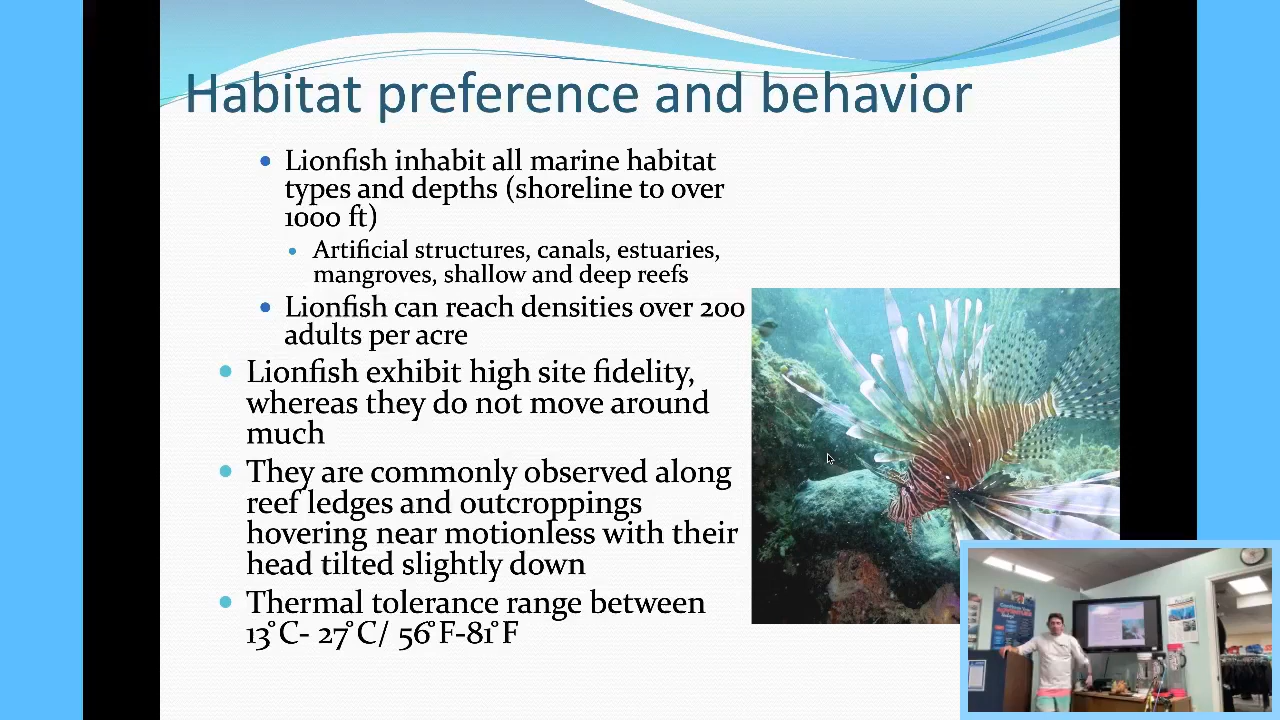 Habitat preference and behavior
Lionfish inhabit all marine habitat
types and depths (shoreline to over
1000 ft)
Artificial structures, canals, estuaries,
mangroves, shallow and deep reefs
Lionfish can reach densities over 200
adults per acre
Lionfish exhibit high site fidelity,
whereas they do not move around
much
They are commonly observed along
reef ledges and outcroppings
hovering near motionless with their
head tilted slightly down
Thermal tolerance range between
13°C- 27°C/ 56°F-81°F